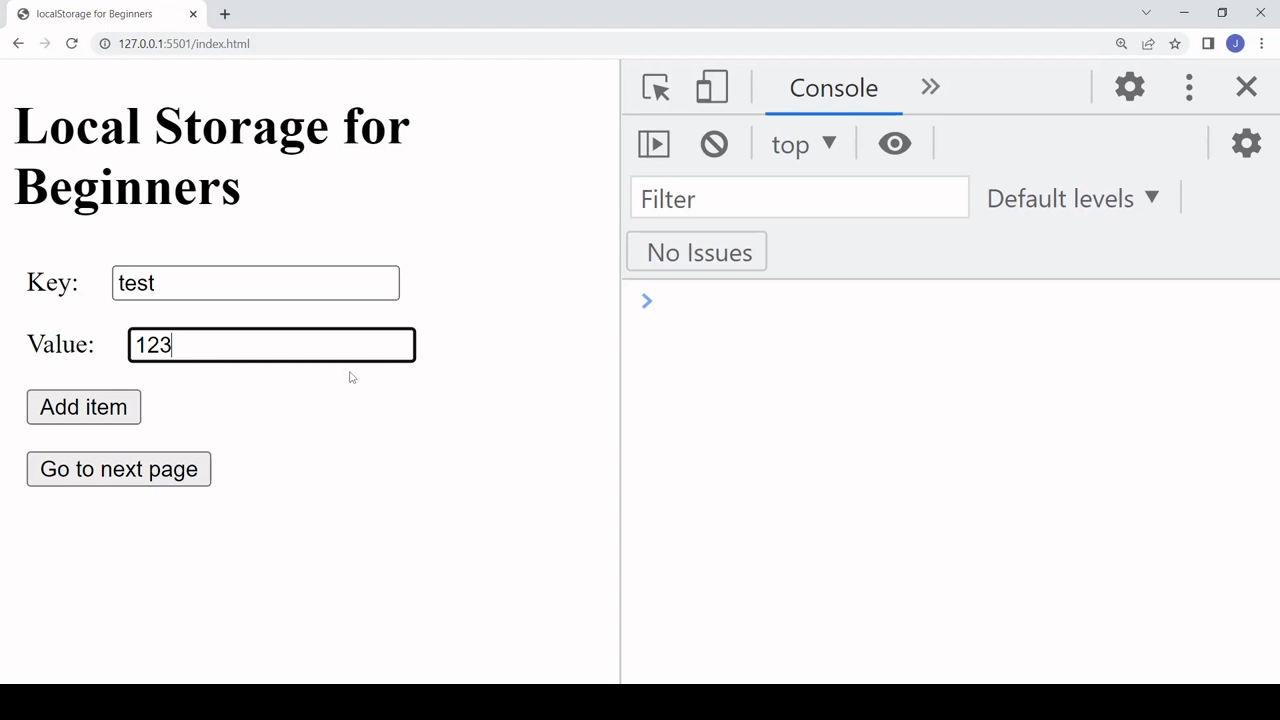 localStorage for Beginners
127.0.0.1:5501/index.html
J
Local Storage for
Beginners
Key: test
Value: 123
Add item
Go to next page
Console
top
Filter
Default levels
No Issues